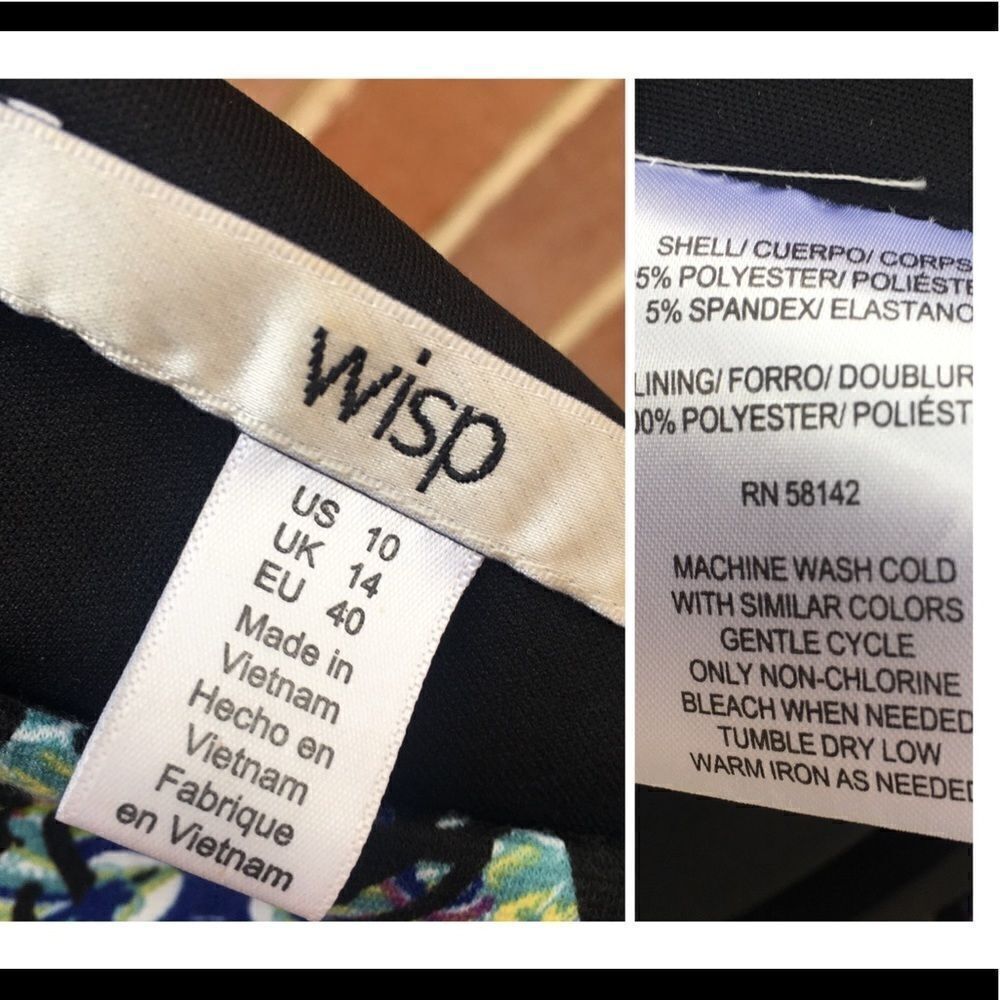 wisp
US 10
UK 14
EU 40
Made in
Vietnam
Hecho en
Vietnam
Fabrique
en Vietnam
SHELL/ CUERPO/ CORPS
5% POLYESTER/ POLIÉSTE
5% SPANDEX/ ELASTANO
LINING/ FORRO/ DOUBLUR
00% POLYESTER/ POLIÉST
RN 58142
MACHINE WASH COLD
WITH SIMILAR COLORS
GENTLE CYCLE
ONLY NON-CHLORINE
BLEACH WHEN NEEDED
TUMBLE DRY LOW
WARM IRON AS NEEDED